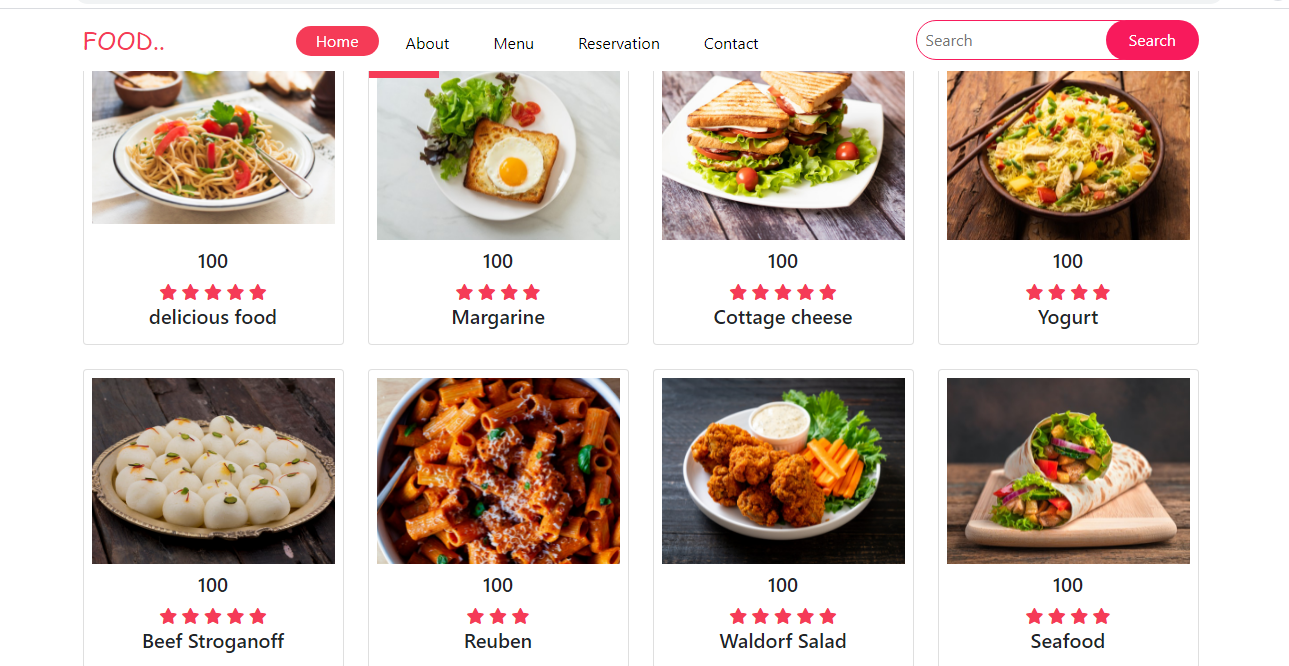 FOOD..
Home
About
Menu
Reservation
Contact
Search
Search
100
100
100
100
delicious food
Margarine
Cottage cheese
Yogurt
100
100
100
100
Beef Stroganoff
Reuben
Waldorf Salad
Seafood